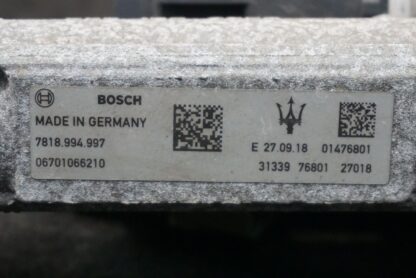 BOSCH
MADE IN GERMANY
7818.994.997
06701066210
E 27.09.18 01476801
31339 76801 27018